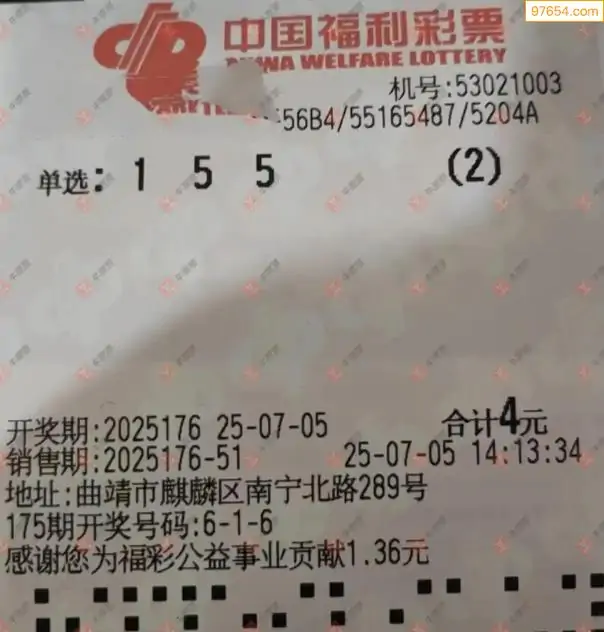 97654.com
中国福利彩票
CHINA WELFARE LOTTERY
机号:53021003
56B4/55165487/5204A
单选: 1 5 5 (2)
开奖期:2025176 25-07-05 合计4元
销售期:2025176-51 25-07-05 14:13:34
地址:曲靖市麒麟区南宁北路289号
175期开奖号码:6-1-6
感谢您为福彩公益事业贡献1.36元